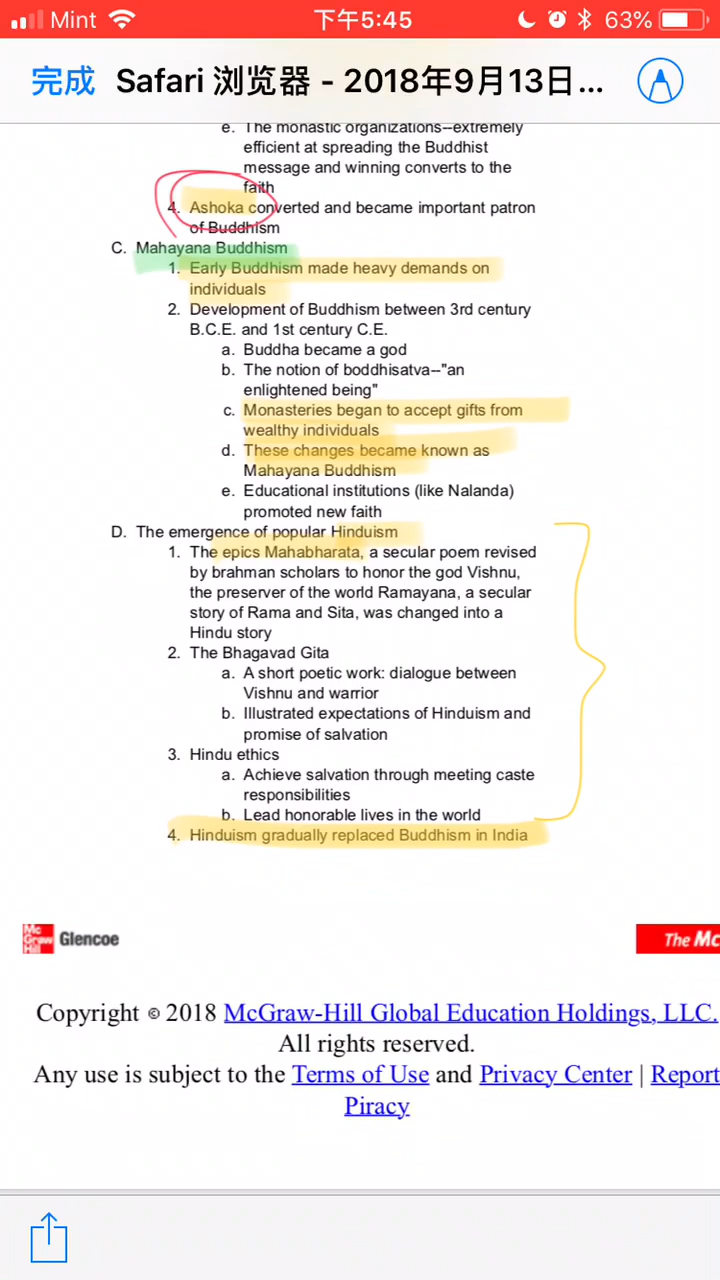 Mint 下午5:45 63%
完成 Safari 浏览器 - 2018年9月13日...
e. The monastic organizations--extremely
efficient at spreading the Buddhist
message and winning converts to the
faith
4. Ashoka converted and became important patron
of Buddhism
C. Mahayana Buddhism
1. Early Buddhism made heavy demands on
individuals
2. Development of Buddhism between 3rd century
B.C.E. and 1st century C.E.
a. Buddha became a god
b. The notion of boddhisatva--"an
enlightened being"
c. Monasteries began to accept gifts from
wealthy individuals
d. These changes became known as
Mahayana Buddhism
e. Educational institutions (like Nalanda)
promoted new faith
D. The emergence of popular Hinduism
1. The epics Mahabharata, a secular poem revised
by brahman scholars to honor the god Vishnu,
the preserver of the world Ramayana, a secular
story of Rama and Sita, was changed into a
Hindu story
2. The Bhagavad Gita
a. A short poetic work: dialogue between
Vishnu and warrior
b. Illustrated expectations of Hinduism and
promise of salvation
3. Hindu ethics
a. Achieve salvation through meeting caste
responsibilities
b. Lead honorable lives in the world
4. Hinduism gradually replaced Buddhism in India
Mc
Graw
Hill
Glencoe
The Mc
Copyright © 2018 McGraw-Hill Global Education Holdings, LLC.
All rights reserved.
Any use is subject to the Terms of Use and Privacy Center | Report
Piracy